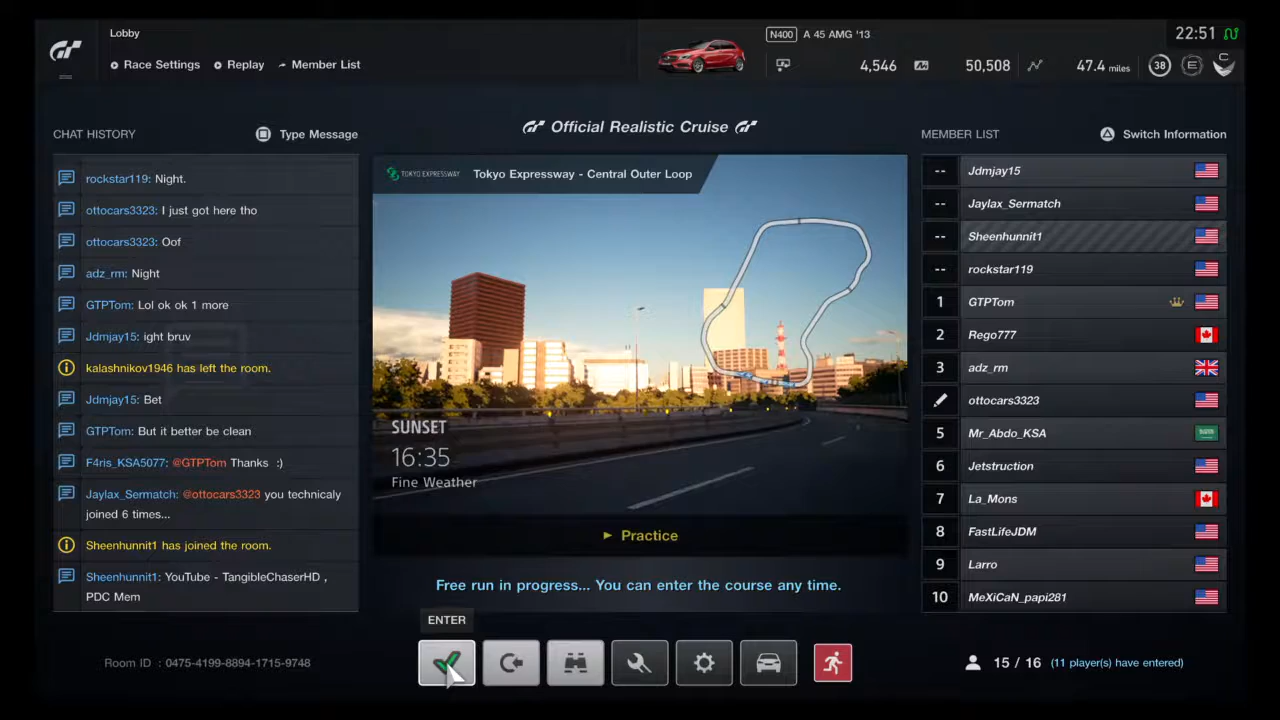 Lobby
Race Settings
Replay
Member List
N400
A 45 AMG '13
4,546
50,508
47.4 miles
38
E
C
22:51
CHAT HISTORY
Type Message
rockstar119: Night.
ottocars3323: I just got here tho
ottocars3323: Oof
adz_rm: Night
GTPTom: Lol ok ok 1 more
Jdmjay15: ight bruv
kalashnikov1946 has left the room.
Jdmjay15: Bet
GTPTom: But it better be clean
F4ris_KSA5077: @GTPTom Thanks :)
Jaylax_Sermatch: @ottocars3323 you technicaly
joined 6 times...
Sheenhunnit1 has joined the room.
Sheenhunnit1: YouTube - TangibleChaserHD ,
PDC Mem
Official Realistic Cruise
TOKYO EXPRESSWAY
Tokyo Expressway - Central Outer Loop
SUNSET
16:35
Fine Weather
Practice
Free run in progress... You can enter the course any time.
ENTER
MEMBER LIST
Switch Information
-- Jdmjay15
-- Jaylax_Sermatch
-- Sheenhunnit1
-- rockstar119
1 GTPTom
2 Rego777
3 adz_rm
ottocars3323
5 Mr_Abdo_KSA
6 Jetstruction
7 La_Mons
8 FastLifeJDM
9 Larro
10 MeXiCaN_papi281
Room ID : 0475-4199-8894-1715-9748
15 / 16 (11 player(s) have entered)